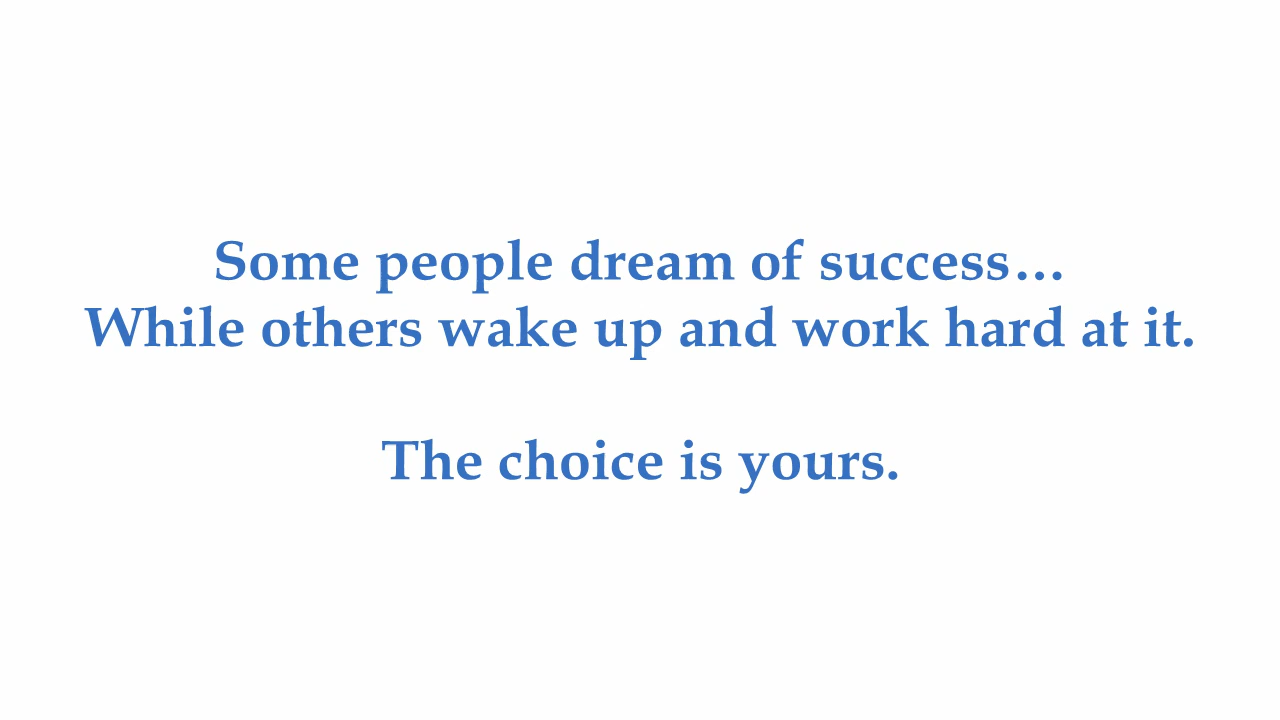 Some people dream of success…
While others wake up and work hard at it.
The choice is yours.